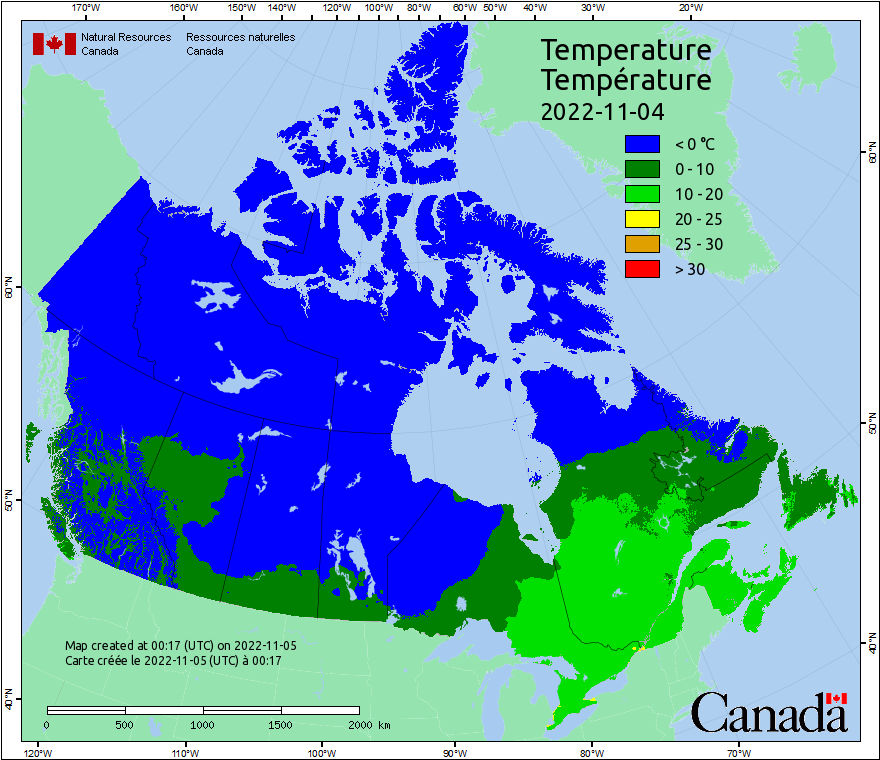 170°W 160°W 150°W 140°W 130°W 120°W 110°W 100°W 90°W 80°W 60°W 50°W 40°W 30°W 20°W
Natural Resources Ressources naturelles
Canada Canada
Temperature
Température
2022-11-04
< 0 °C
0 - 10
10 - 20
20 - 25
25 - 30
> 30
60°N
60°N
50°N
50°N
40°N
40°N
Map created at 00:17 (UTC) on 2022-11-05
Carte créée le 2022-11-05 (UTC) à 00:17
0 500 1000 1500 2000 km
Canada
120°W 110°W 100°W 90°W 80°W 70°W